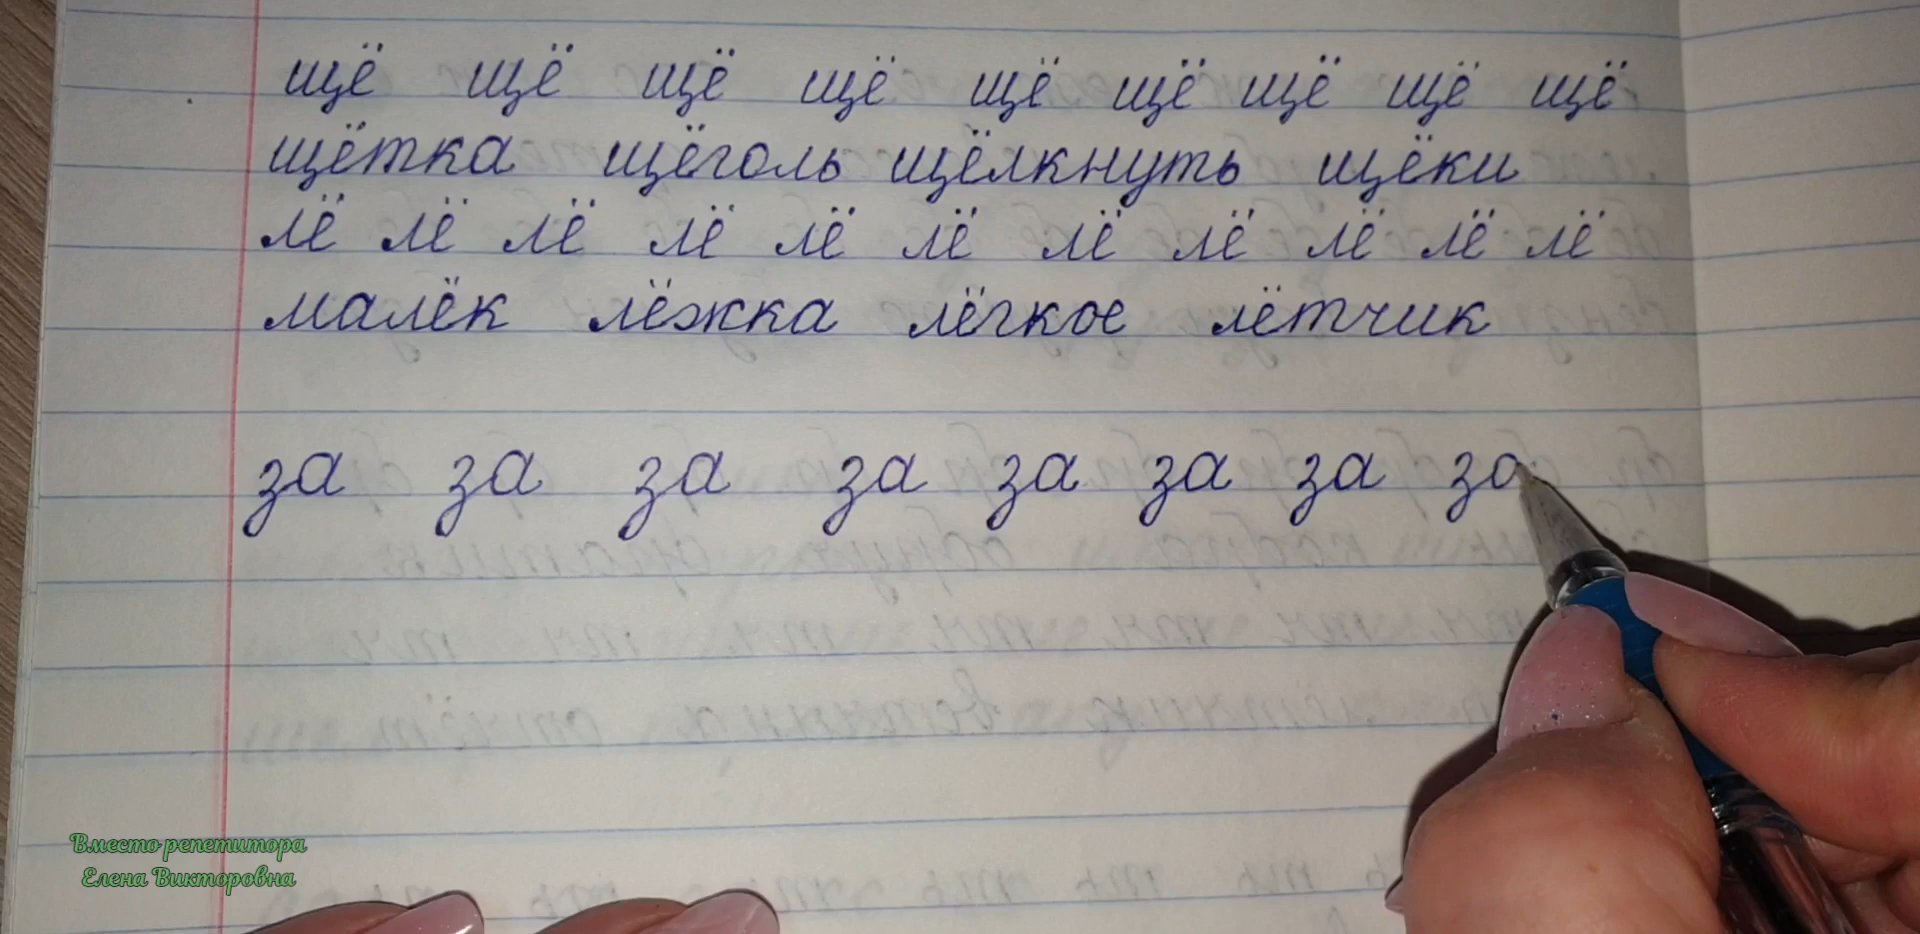 щё щё щё щё щё щё щё щё щё
щётка щёголь щёлкнуть щёки
лё лё лё лё лё лё лё лё лё лё лё
малёк лёжка лёгкое лётчик
за за за за за за за за
Вместо репетитора
Елена Викторовна